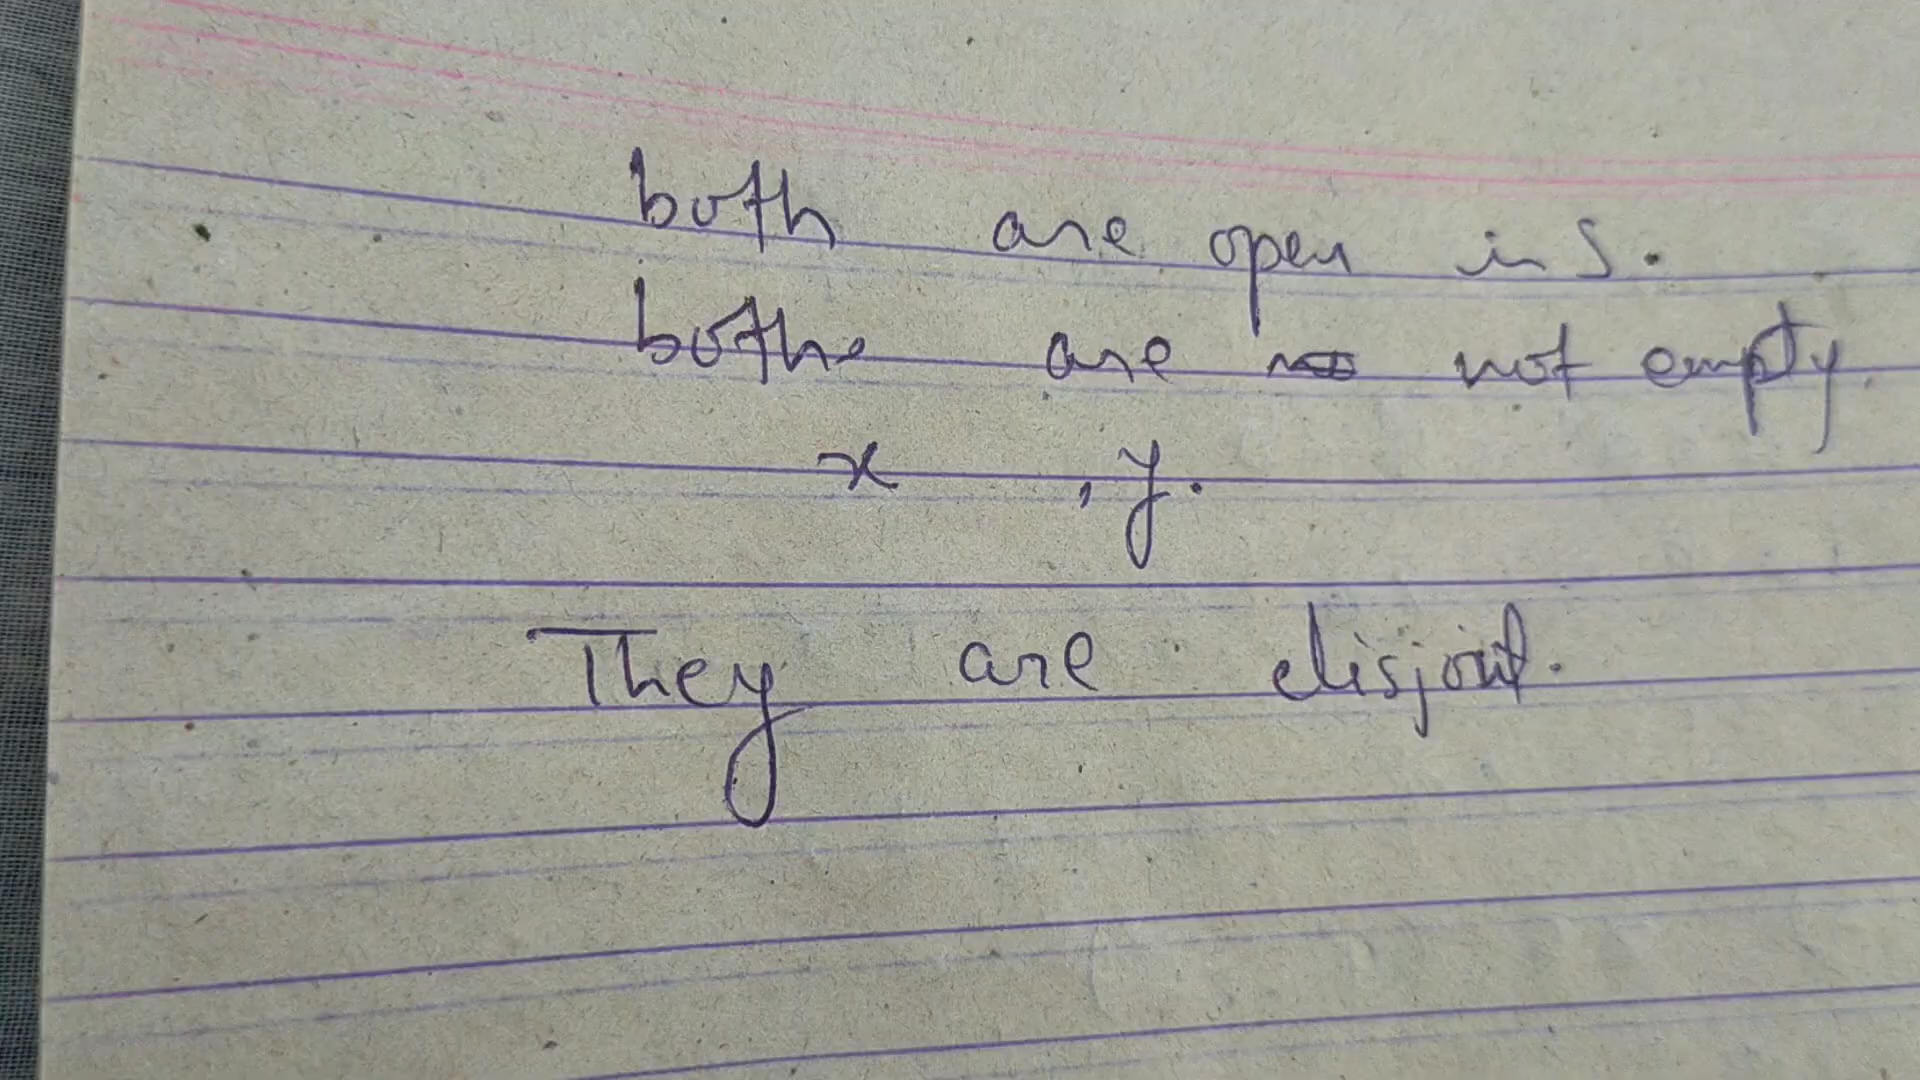 both are open in S.
bothe are not empty.
x , y.
They are disjoint.